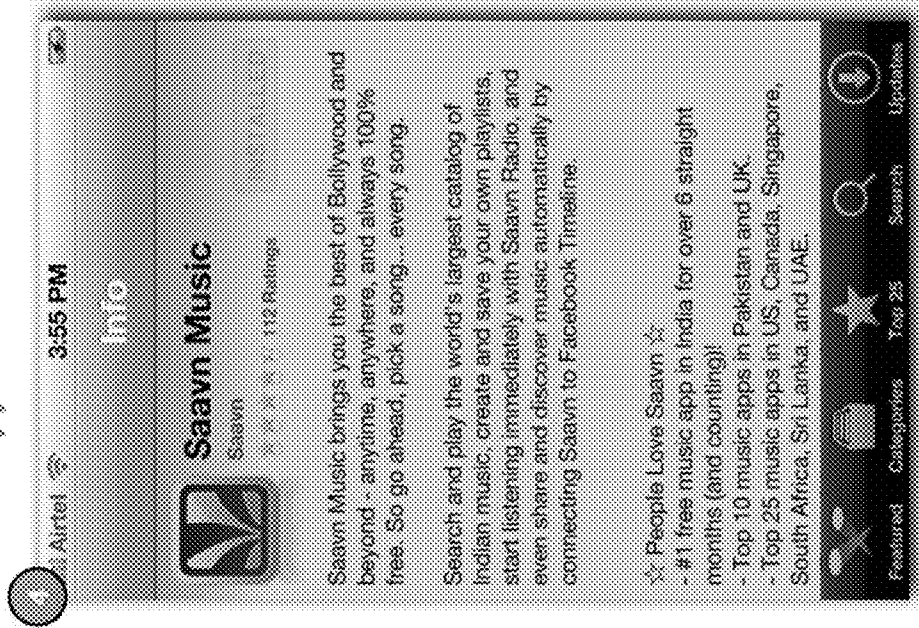 Airtel 3:55 PM
Info
Saavn Music
Saavn
112 Ratings
Saavn Music brings you the best of Bollywood and
beyond - anytime, anywhere, and always 100%
free. So go ahead, pick a song...every song.
Search and play the world's largest catalog of
Indian music, create and save your own playlists,
start listening immediately with Saavn Radio, and
even share and discover music automatically by
connecting Saavn to Facebook Timeline.
☆ People Love Saavn ☆
- #1 free music app in India for over 6 straight
months (and counting)!
- Top 10 music apps in Pakistan and UK.
- Top 25 music apps in US, Canada, Singapore,
South Africa, Sri Lanka, and UAE.
Featured Categories Top 25 Search Updates